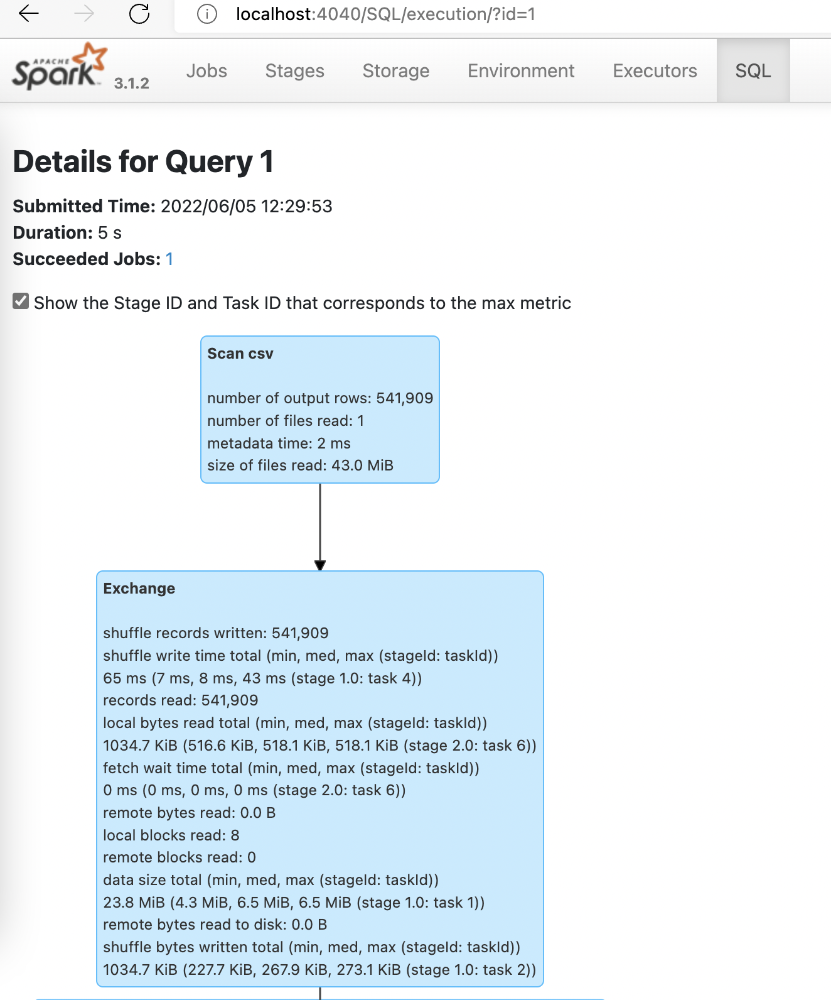 localhost:4040/SQL/execution/?id=1
APACHE Spark 3.1.2 Jobs Stages Storage Environment Executors SQL
Details for Query 1
Submitted Time: 2022/06/05 12:29:53
Duration: 5 s
Succeeded Jobs: 1
Show the Stage ID and Task ID that corresponds to the max metric
Scan csv
number of output rows: 541,909
number of files read: 1
metadata time: 2 ms
size of files read: 43.0 MiB
Exchange
shuffle records written: 541,909
shuffle write time total (min, med, max (stageId: taskId))
65 ms (7 ms, 8 ms, 43 ms (stage 1.0: task 4))
records read: 541,909
local bytes read total (min, med, max (stageId: taskId))
1034.7 KiB (516.6 KiB, 518.1 KiB, 518.1 KiB (stage 2.0: task 6))
fetch wait time total (min, med, max (stageId: taskId))
0 ms (0 ms, 0 ms, 0 ms (stage 2.0: task 6))
remote bytes read: 0.0 B
local blocks read: 8
remote blocks read: 0
data size total (min, med, max (stageId: taskId))
23.8 MiB (4.3 MiB, 6.5 MiB, 6.5 MiB (stage 1.0: task 1))
remote bytes read to disk: 0.0 B
shuffle bytes written total (min, med, max (stageId: taskId))
1034.7 KiB (227.7 KiB, 267.9 KiB, 273.1 KiB (stage 1.0: task 2))